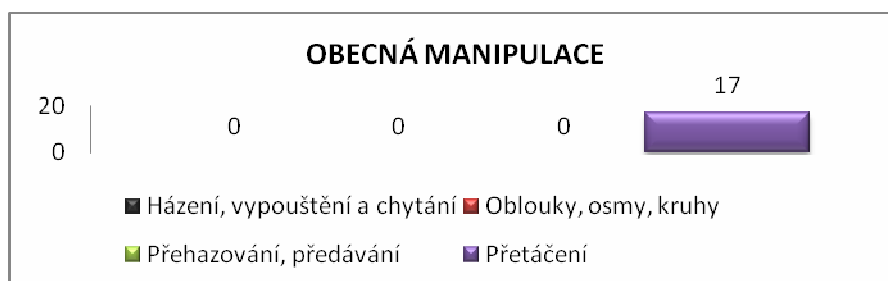 OBECNÁ MANIPULACE
17
20
0 0 0
0
Házení, vypouštění a chytání Oblouky, osmy, kruhy
Přehazování, předávání Přetáčení